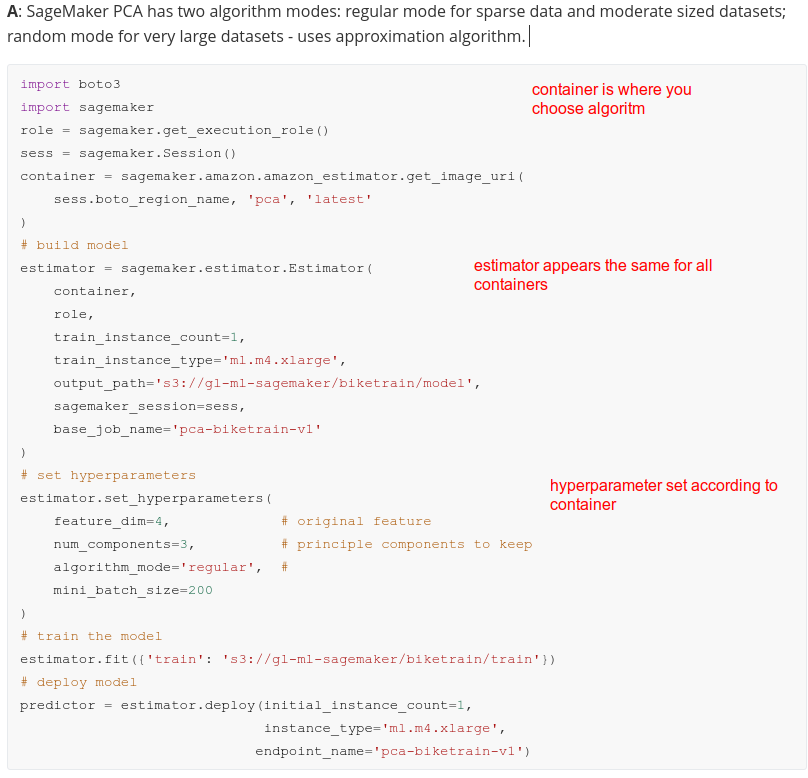 A: SageMaker PCA has two algorithm modes: regular mode for sparse data and moderate sized datasets;
random mode for very large datasets - uses approximation algorithm.
import boto3
import sagemaker
role = sagemaker.get_execution_role()
sess = sagemaker.Session()
container = sagemaker.amazon.amazon_estimator.get_image_uri(
    sess.boto_region_name, 'pca', 'latest'
)
container is where you
choose algoritm
# build model
estimator = sagemaker.estimator.Estimator(
    container,
    role,
    train_instance_count=1,
    train_instance_type='ml.m4.xlarge',
    output_path='s3://gl-ml-sagemaker/biketrain/model',
    sagemaker_session=sess,
    base_job_name='pca-biketrain-v1'
)
estimator appears the same for all
containers
# set hyperparameters
estimator.set_hyperparameters(
    feature_dim=4,              # original feature
    num_components=3,           # principle components to keep
    algorithm_mode='regular',  #
    mini_batch_size=200
)
hyperparameter set according to
container
# train the model
estimator.fit({'train': 's3://gl-ml-sagemaker/biketrain/train'})
# deploy model
predictor = estimator.deploy(initial_instance_count=1,
                             instance_type='ml.m4.xlarge',
                            endpoint_name='pca-biketrain-v1')